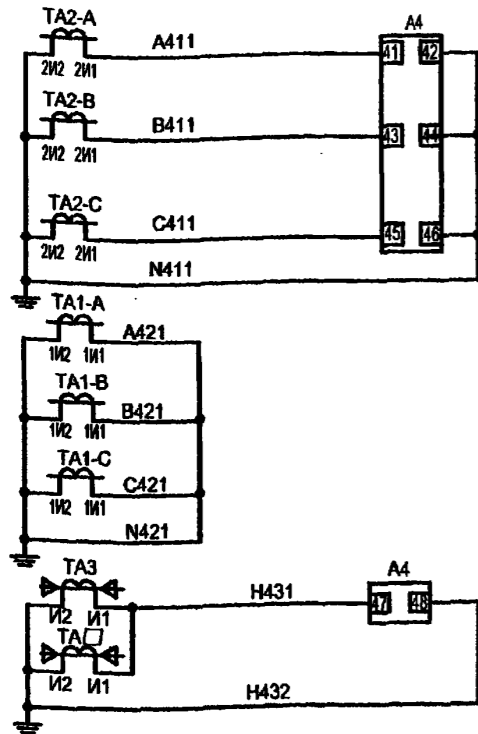 TA2-A
A4
A411
41 42
2И2 2И1
TA2-B
B411
43 44
2И2 2И1
TA2-C
C411
45 46
2И2 2И1
N411
TA1-A
A421
1И2 1И1
TA1-B
B421
1И2 1И1
TA1-C
C421
1И2 1И1
N421
TA3
A4
H431
47 48
И2 И1
TA
И2 И1
H432